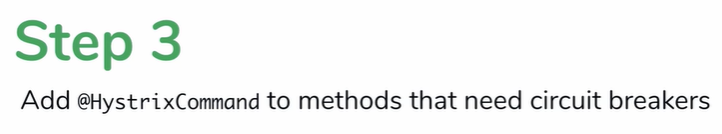 Step 3
Add @HystrixCommand to methods that need circuit breakers